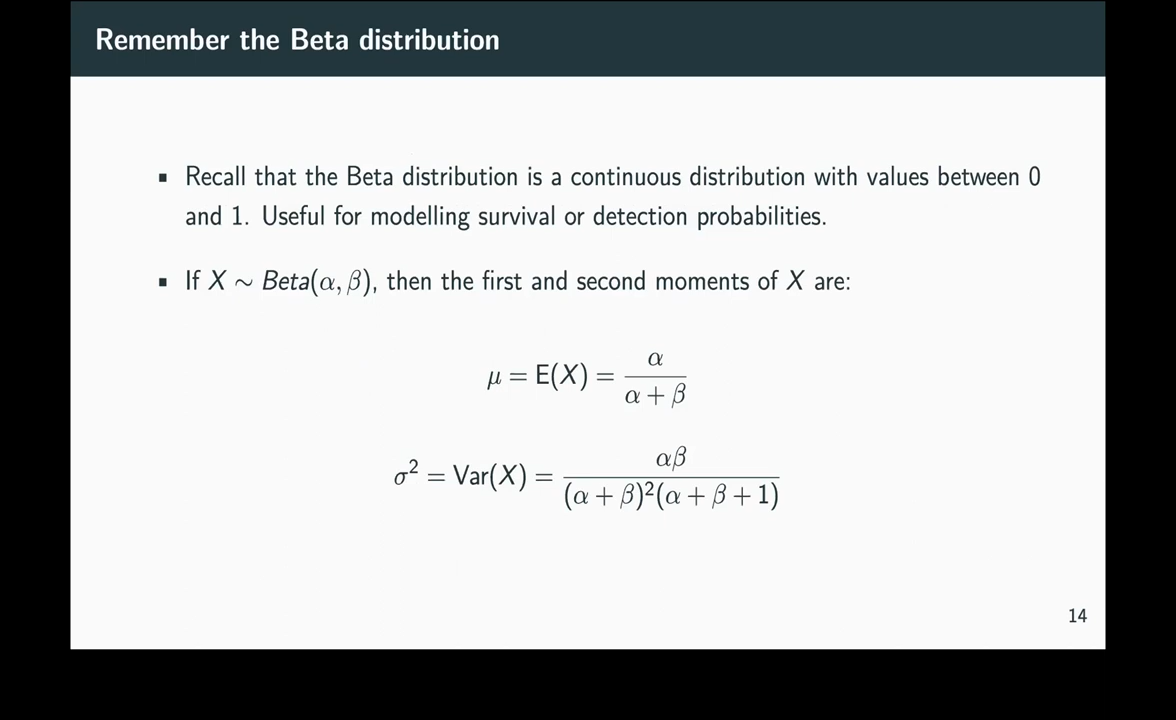 Remember the Beta distribution
▪ Recall that the Beta distribution is a continuous distribution with values between 0
and 1. Useful for modelling survival or detection probabilities.
▪ If X ∼ Beta(α, β), then the first and second moments of X are:
μ = E(X) = α / (α + β)
σ² = Var(X) = αβ / ((α + β)²(α + β + 1))
14